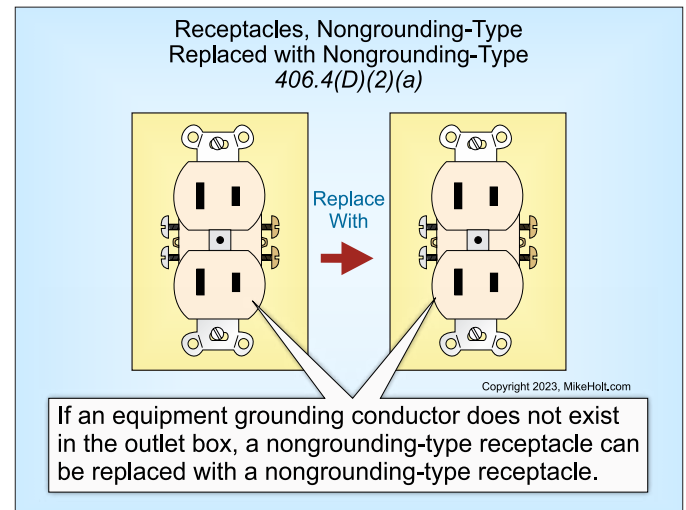 Receptacles, Nongrounding-Type
Replaced with Nongrounding-Type
406.4(D)(2)(a)
Replace
With
Copyright 2023, MikeHolt.com
If an equipment grounding conductor does not exist
in the outlet box, a nongrounding-type receptacle can
be replaced with a nongrounding-type receptacle.